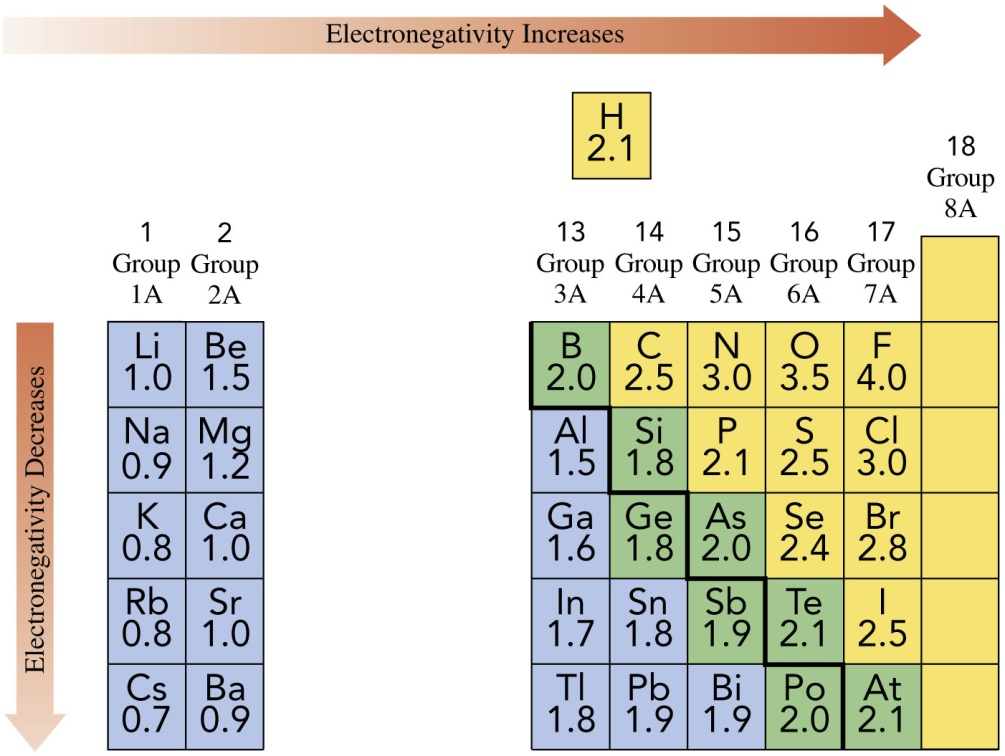 Electronegativity Increases
H
2.1
18
Group
8A
1 2 13 14 15 16 17
Group Group Group Group Group Group Group
1A 2A 3A 4A 5A 6A 7A
Electronegativity Decreases
Li Be B C N O F
1.0 1.5 2.0 2.5 3.0 3.5 4.0
Na Mg Al Si P S Cl
0.9 1.2 1.5 1.8 2.1 2.5 3.0
K Ca Ga Ge As Se Br
0.8 1.0 1.6 1.8 2.0 2.4 2.8
Rb Sr In Sn Sb Te I
0.8 1.0 1.7 1.8 1.9 2.1 2.5
Cs Ba Tl Pb Bi Po At
0.7 0.9 1.8 1.9 1.9 2.0 2.1